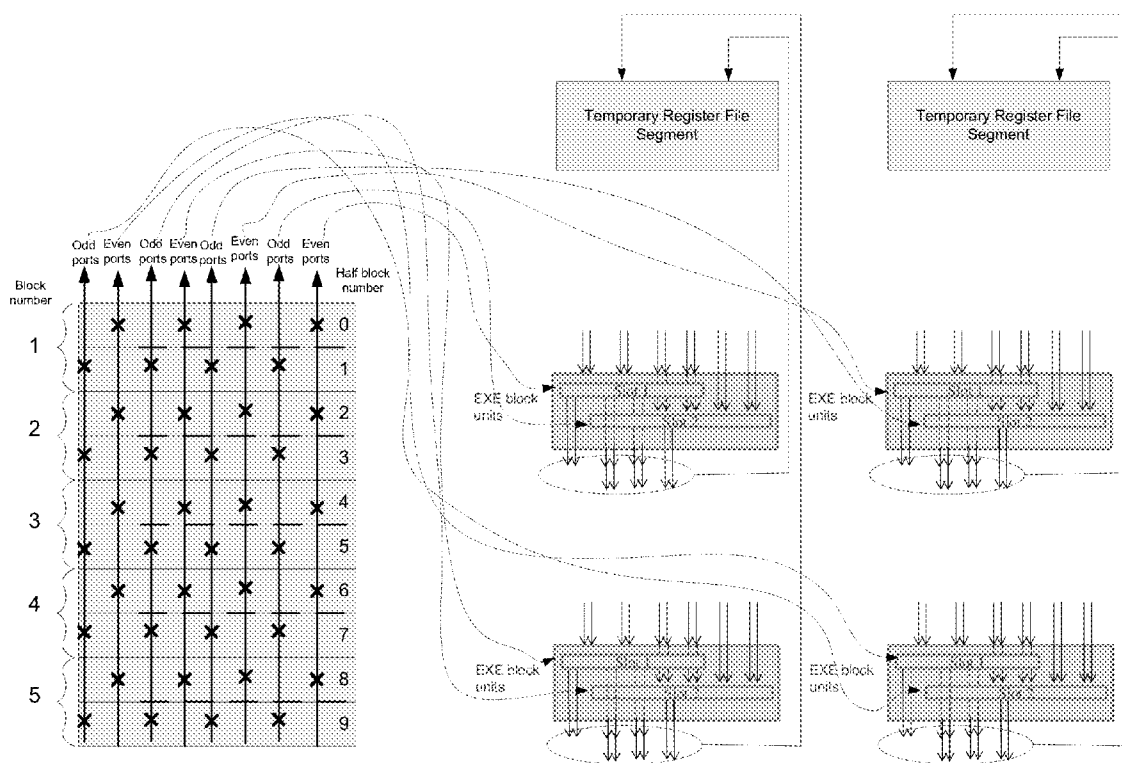 Temporary Register File
Segment
Temporary Register File
Segment
Odd
ports
Even
ports
Odd
ports
Even
ports
Odd
ports
Even
ports
Odd
ports
Even
ports
Block
number
Half block
number
1
2
3
4
5
0
1
2
3
4
5
6
7
8
9
EXE block
units
EXE block
units
EXE block
units
EXE block
units